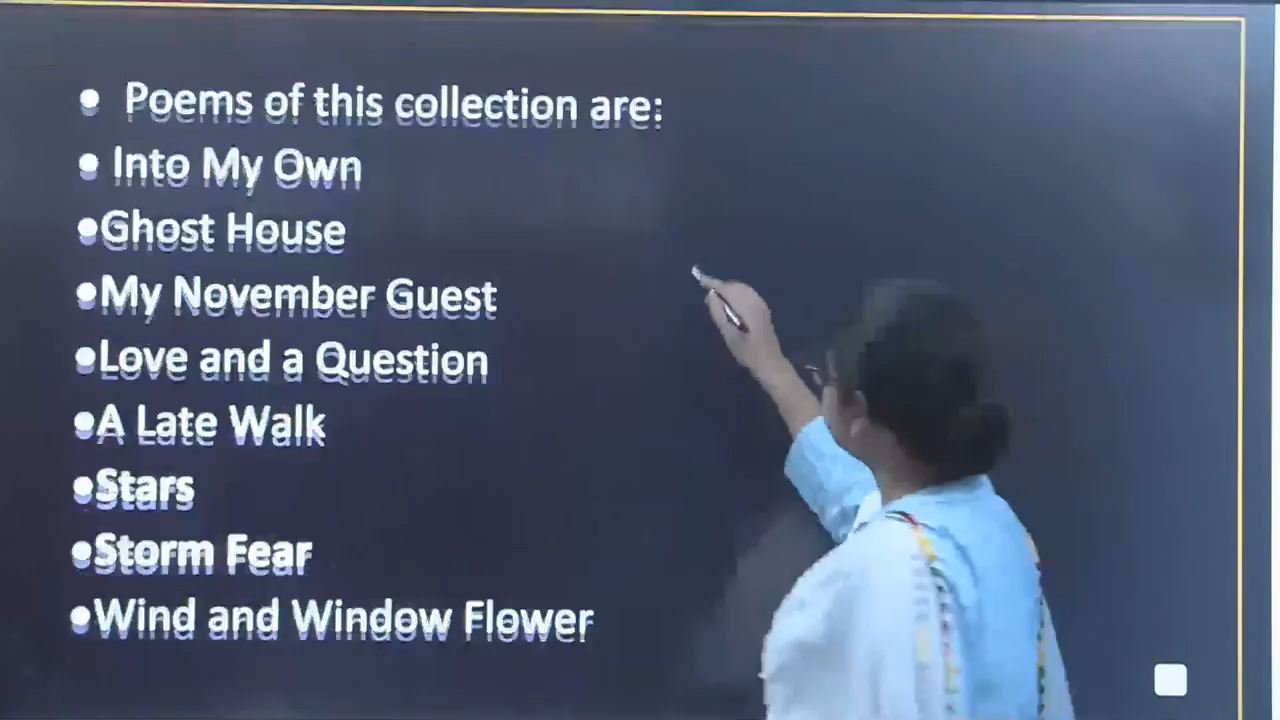 • Poems of this collection are:
• Into My Own
•Ghost House
•My November Guest
•Love and a Question
•A Late Walk
•Stars
•Storm Fear
•Wind and Window Flower